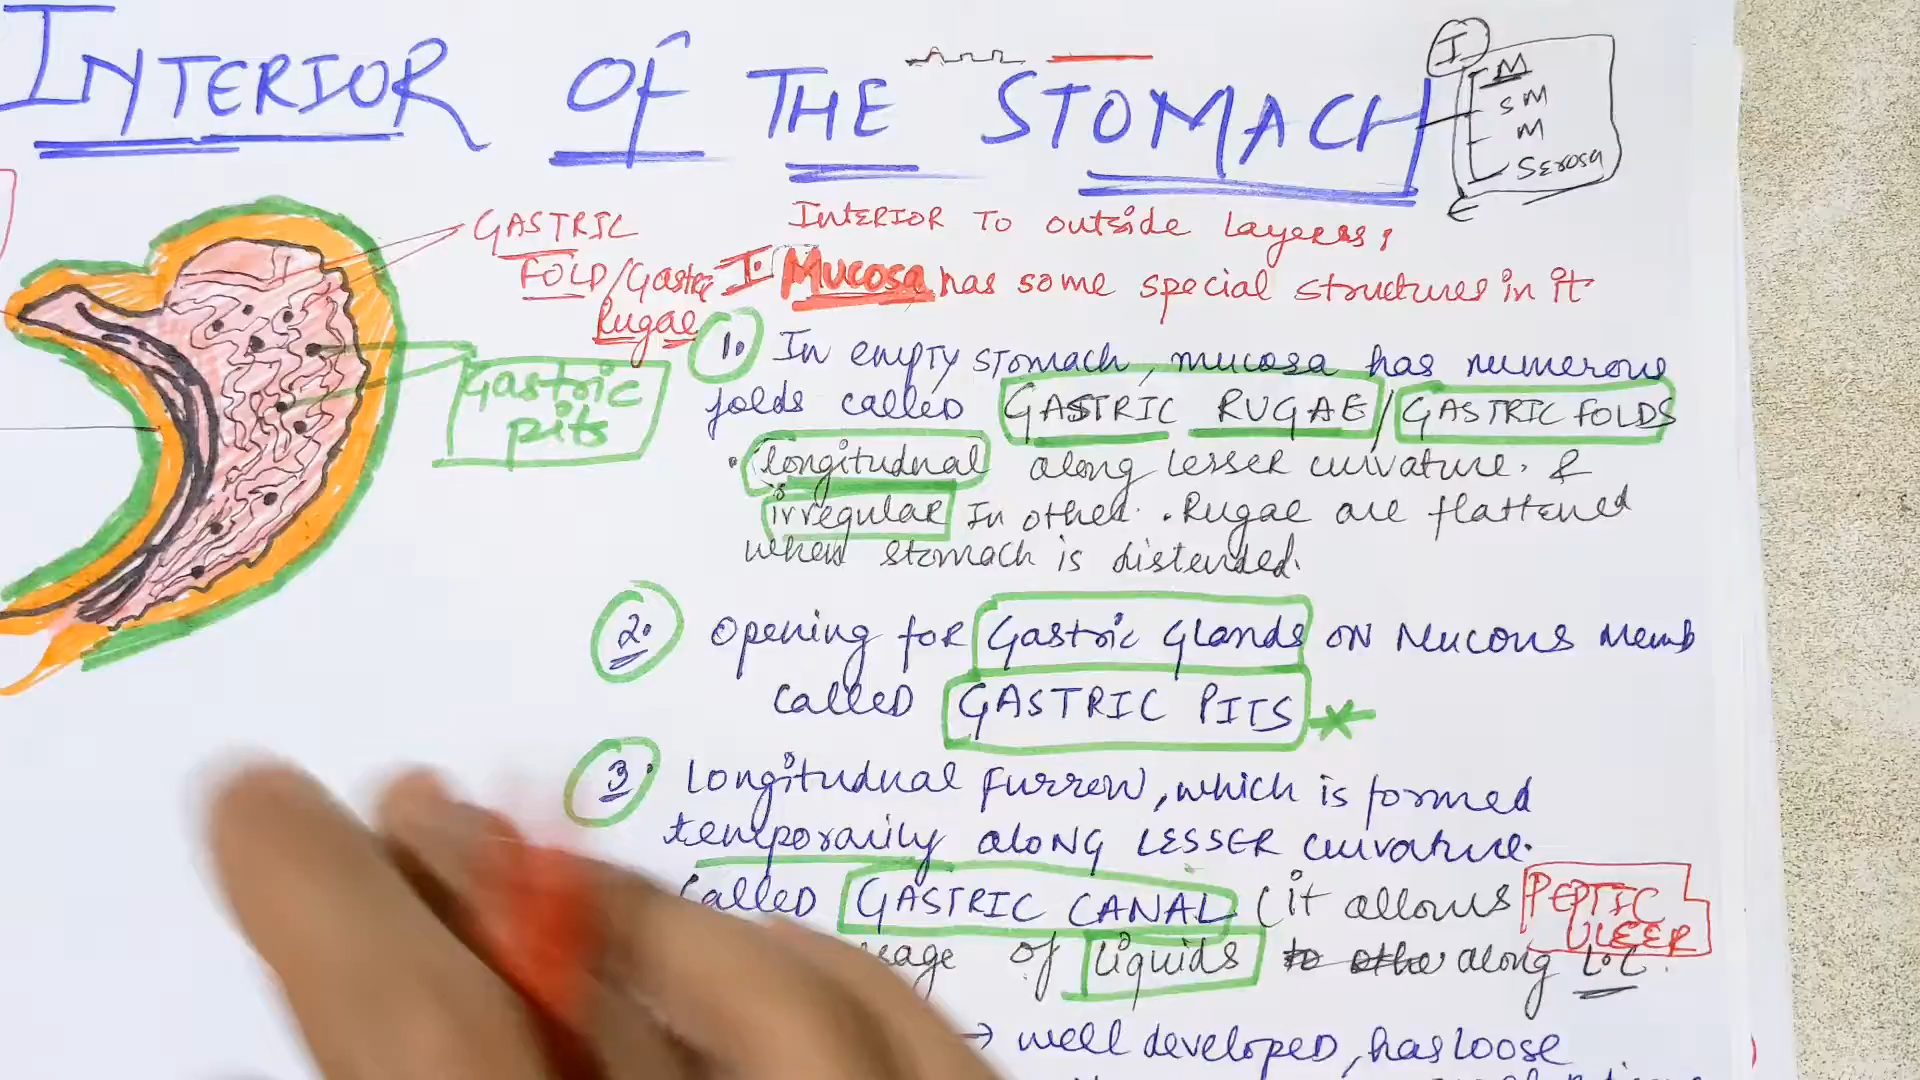 INTERIOR OF THE STOMACH
I
M
SM
M
SEROSA
GASTRIC
FOLD/Gastric
Rugae
Gastric
pits
INTERIOR TO outside Layers;
I. Mucosa has some special structures in it
1. In empty stomach, mucosa has numerous
folds called GASTRIC RUGAE/GASTRIC FOLDS
. longitudnal along lesser curvature. &
irregular In other. . Rugae are flattened
when stomach is distended.
2. Opening for Gastric Glands ON Mucous Memb
called GASTRIC PITS *
3. Longitudnal furrow, which is formed
temporarily along LESSER curvature.
called GASTRIC CANAL (it allows
PEPTIC
ULCER
sage of liquids to othe along L.C.
→ well developed, has loose